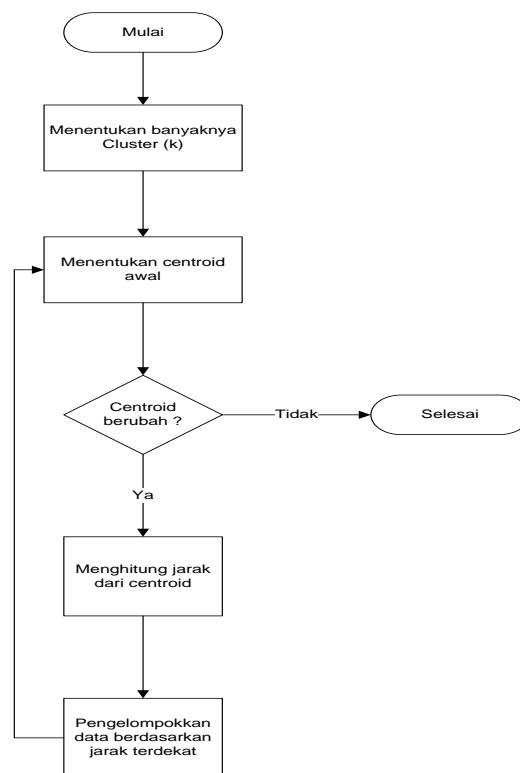 Mulai
Menentukan banyaknya
Cluster (k)
Menentukan centroid
awal
Centroid
berubah ?
Tidak
Selesai
Ya
Menghitung jarak
dari centroid
Pengelompokkan
data berdasarkan
jarak terdekat